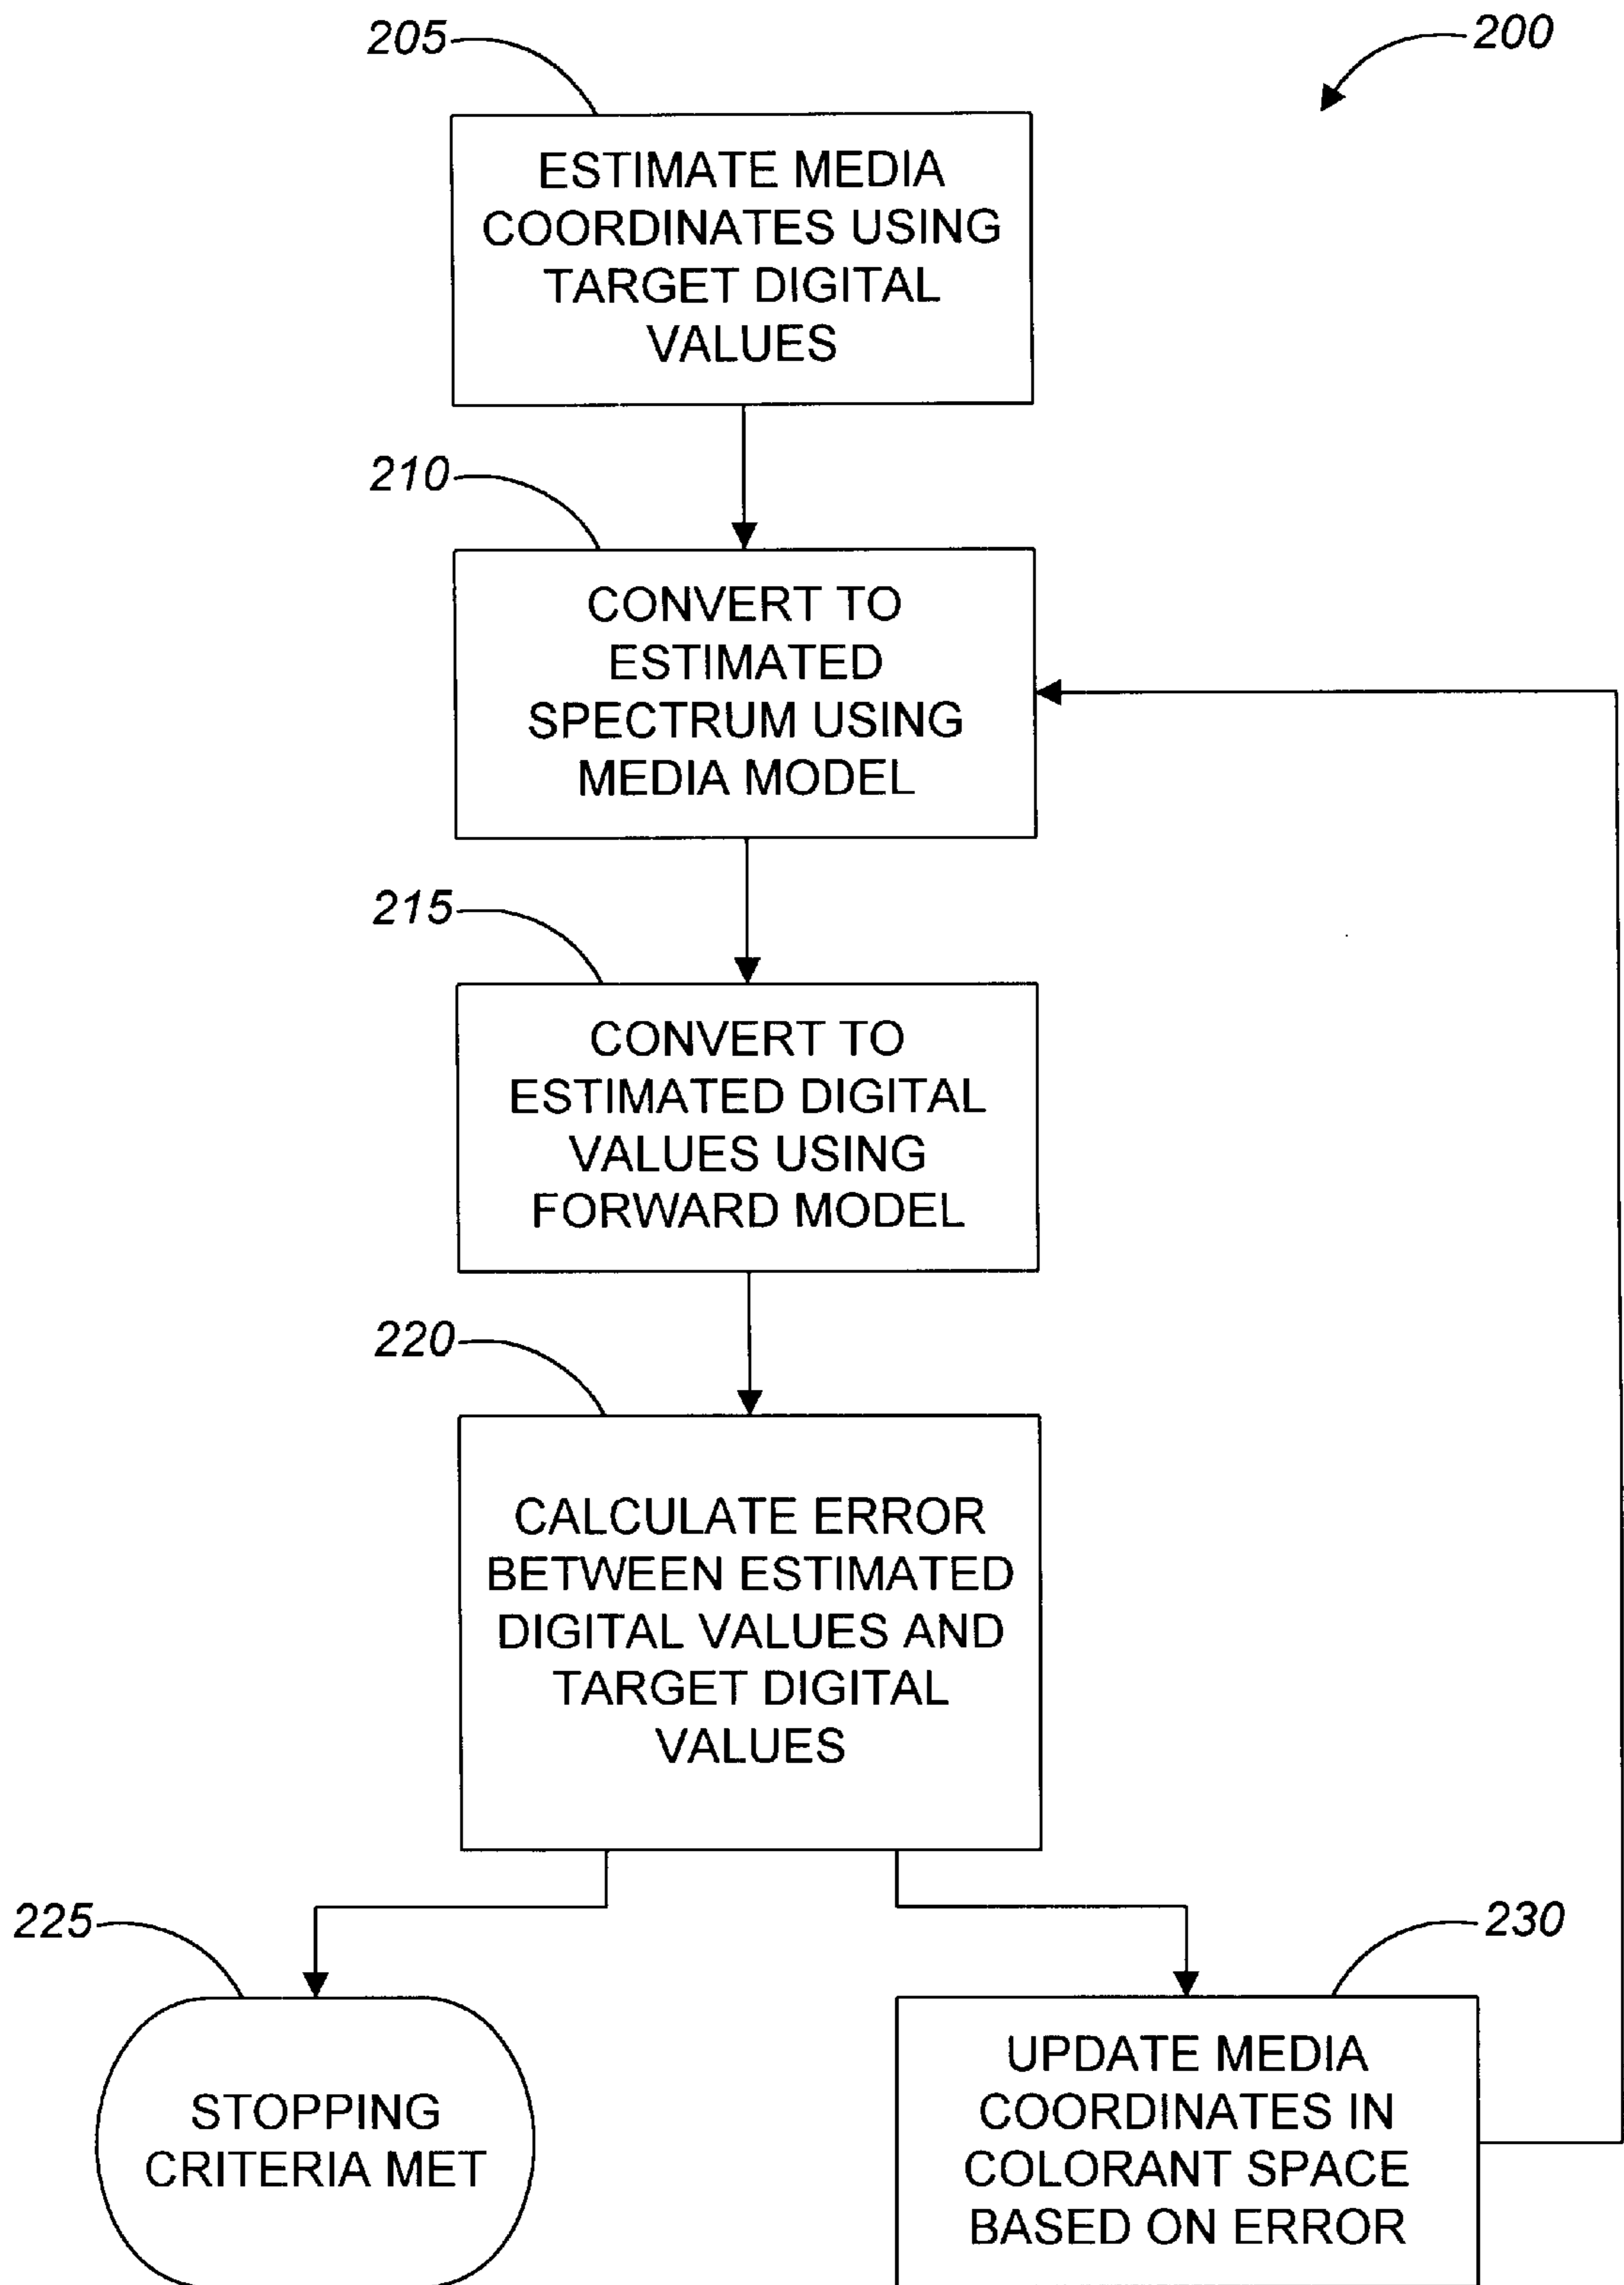 205
200
ESTIMATE MEDIA
COORDINATES USING
TARGET DIGITAL
VALUES
210
CONVERT TO
ESTIMATED
SPECTRUM USING
MEDIA MODEL
215
CONVERT TO
ESTIMATED DIGITAL
VALUES USING
FORWARD MODEL
220
CALCULATE ERROR
BETWEEN ESTIMATED
DIGITAL VALUES AND
TARGET DIGITAL
VALUES
225
STOPPING
CRITERIA MET
230
UPDATE MEDIA
COORDINATES IN
COLORANT SPACE
BASED ON ERROR